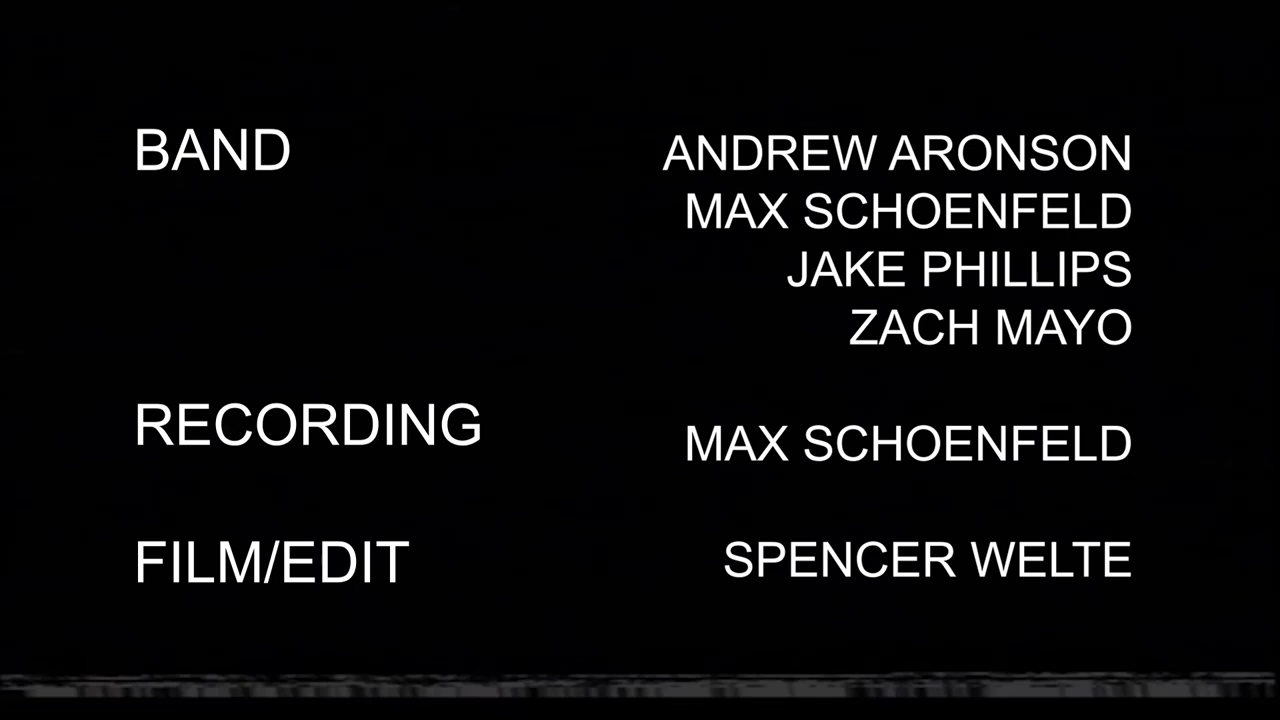 BAND
ANDREW ARONSON
MAX SCHOENFELD
JAKE PHILLIPS
ZACH MAYO
RECORDING
MAX SCHOENFELD
FILM/EDIT
SPENCER WELTE